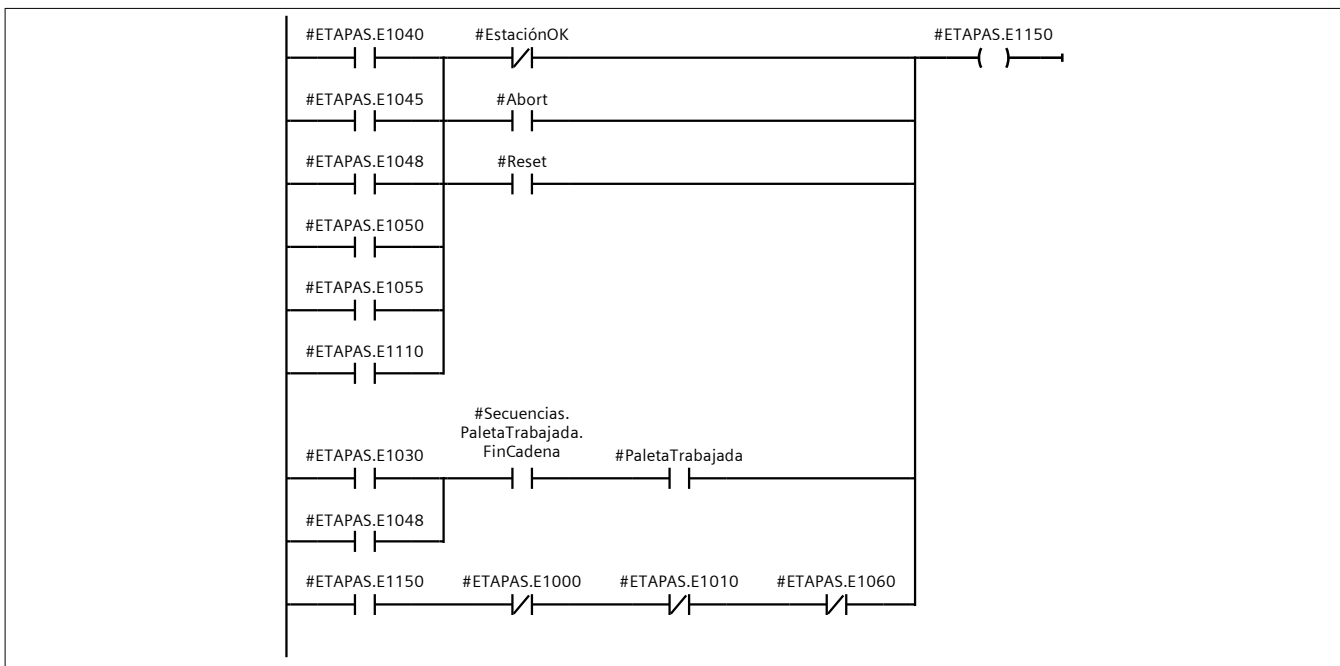 #ETAPAS.E1040 #EstaciónOK #ETAPAS.E1150
#ETAPAS.E1045 #Abort
#ETAPAS.E1048 #Reset
#ETAPAS.E1050
#ETAPAS.E1055
#ETAPAS.E1110
#Secuencias.
PaletaTrabajada.
FinCadena
#ETAPAS.E1030 #PaletaTrabajada
#ETAPAS.E1048
#ETAPAS.E1150 #ETAPAS.E1000 #ETAPAS.E1010 #ETAPAS.E1060